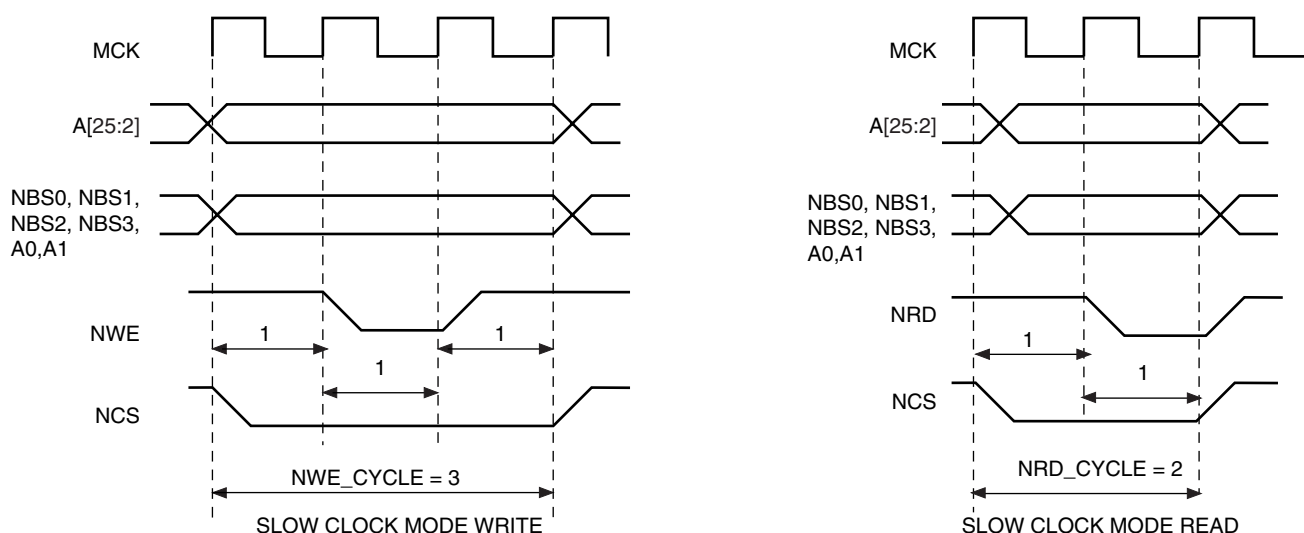 MCK
A[25:2]
NBS0, NBS1,
NBS2, NBS3,
A0,A1
NWE
1
1
1
NCS
NWE_CYCLE = 3
SLOW CLOCK MODE WRITE
MCK
A[25:2]
NBS0, NBS1,
NBS2, NBS3,
A0,A1
NRD
1
1
NCS
NRD_CYCLE = 2
SLOW CLOCK MODE READ